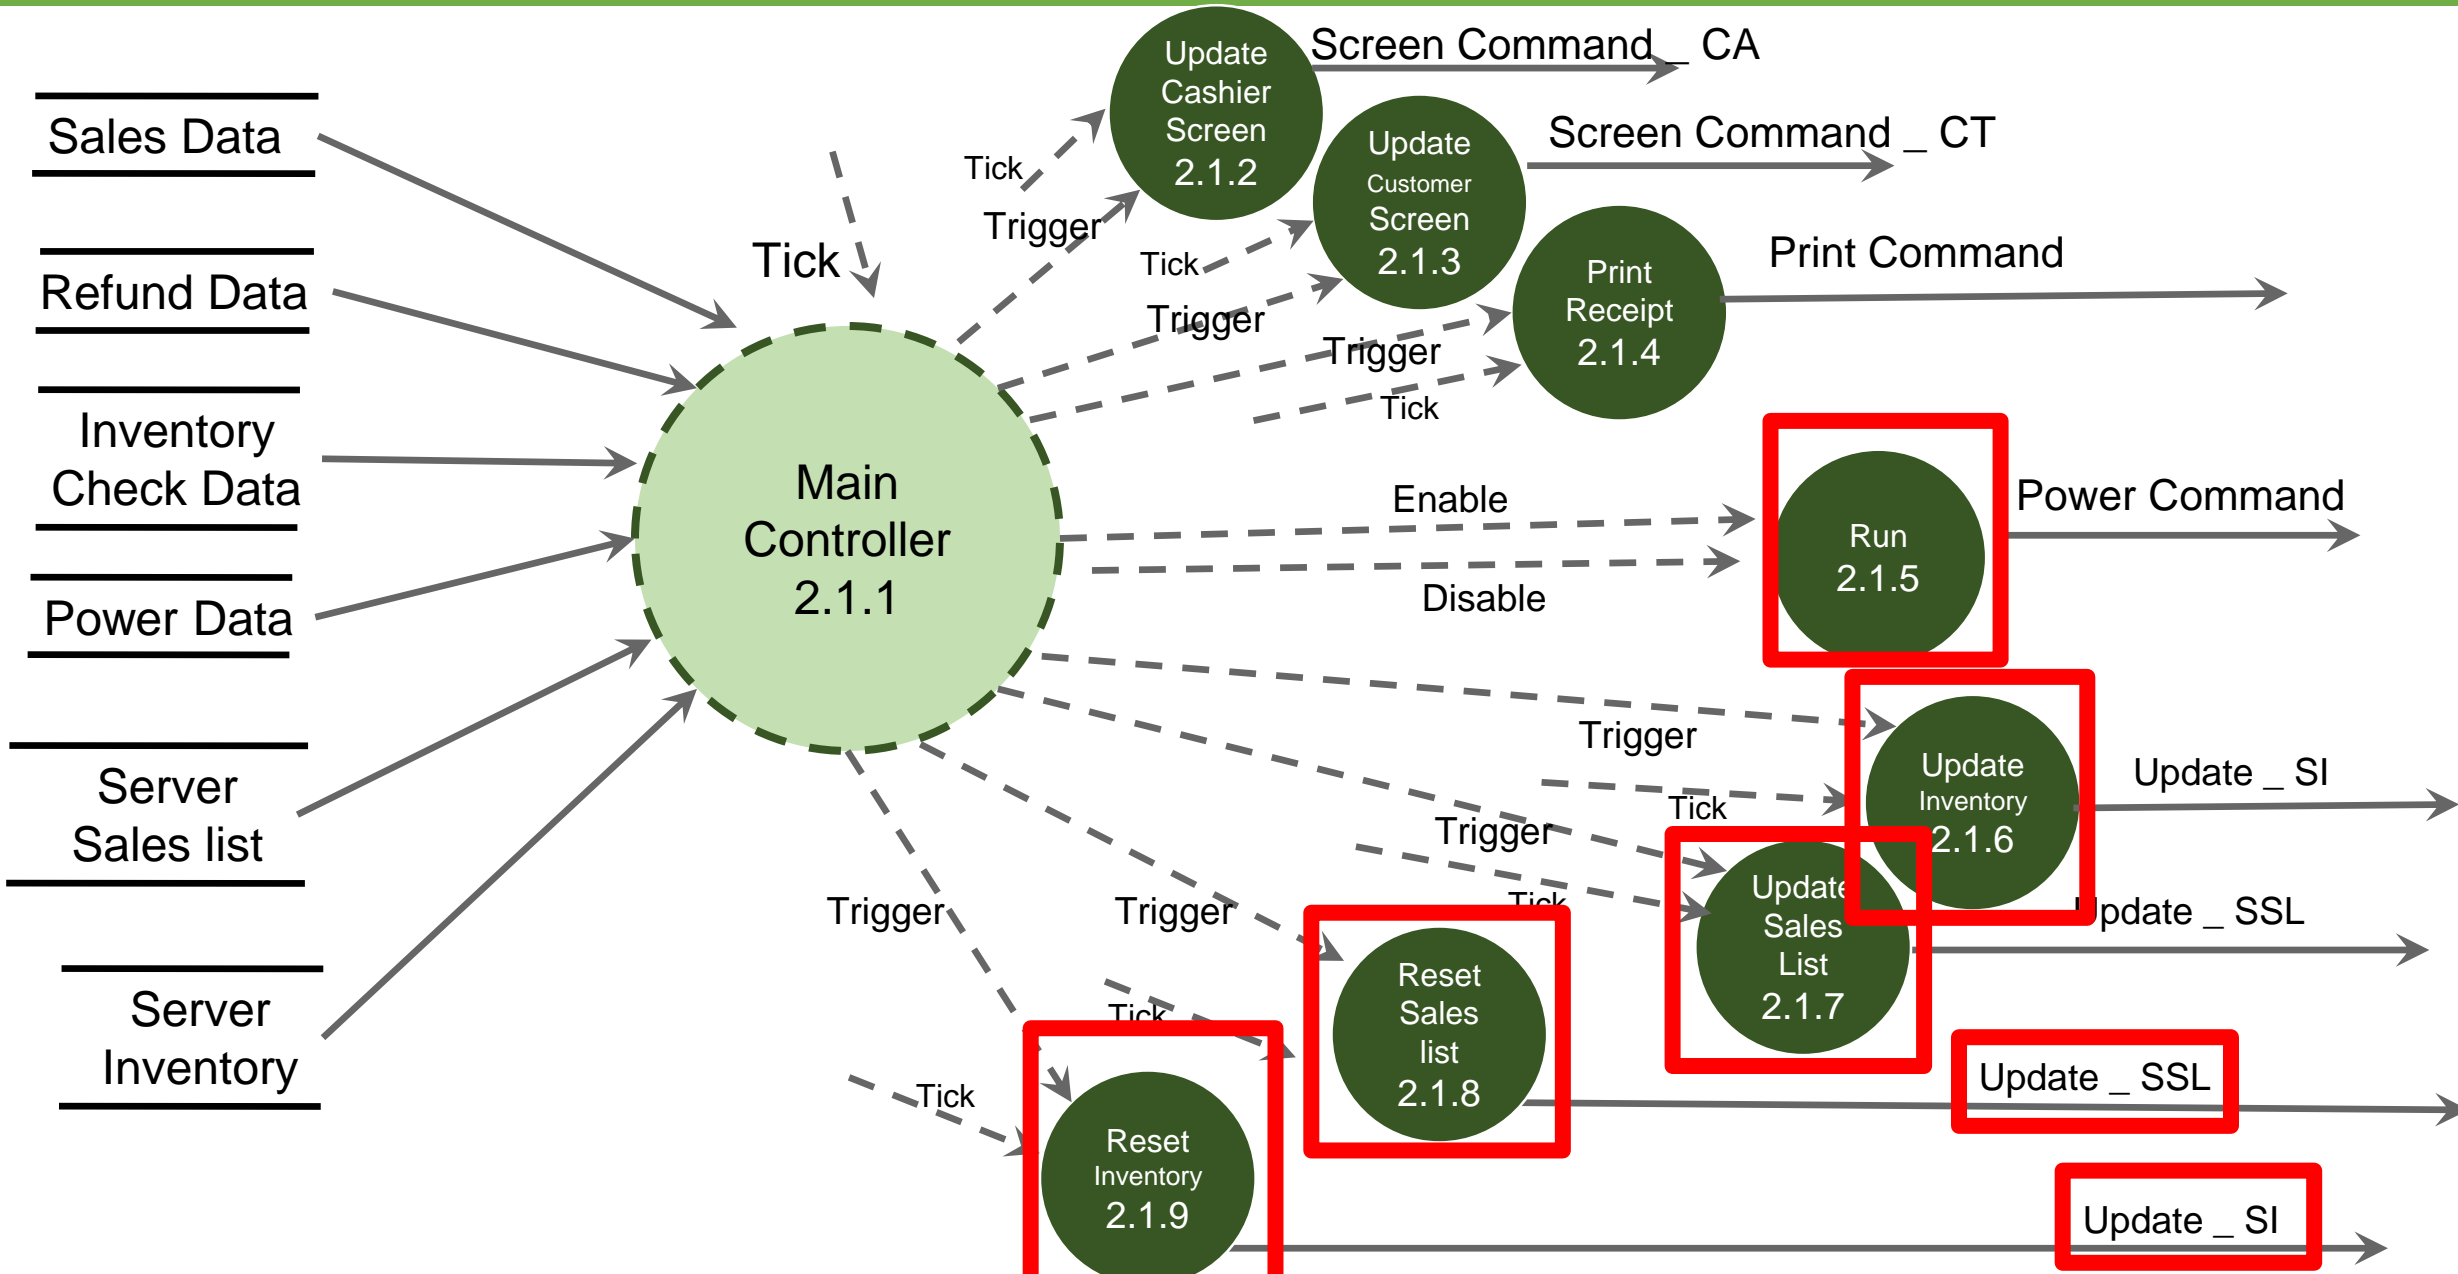 Sales Data
Refund Data
Inventory
Check Data
Power Data
Server
Sales list
Server
Inventory
Tick
Main
Controller
2.1.1
Tick
Trigger
Update
Cashier
Screen
2.1.2
Screen Command _ CA
Tick
Trigger
Update
Customer
Screen
2.1.3
Screen Command _ CT
Trigger
Tick
Print
Receipt
2.1.4
Print Command
Enable
Disable
Run
2.1.5
Power Command
Trigger
Tick
Update
Inventory
2.1.6
Update _ SI
Trigger
Tick
Update
Sales
List
2.1.7
Update _ SSL
Trigger
Tick
Reset
Sales
list
2.1.8
Update _ SSL
Trigger
Tick
Reset
Inventory
2.1.9
Update _ SI